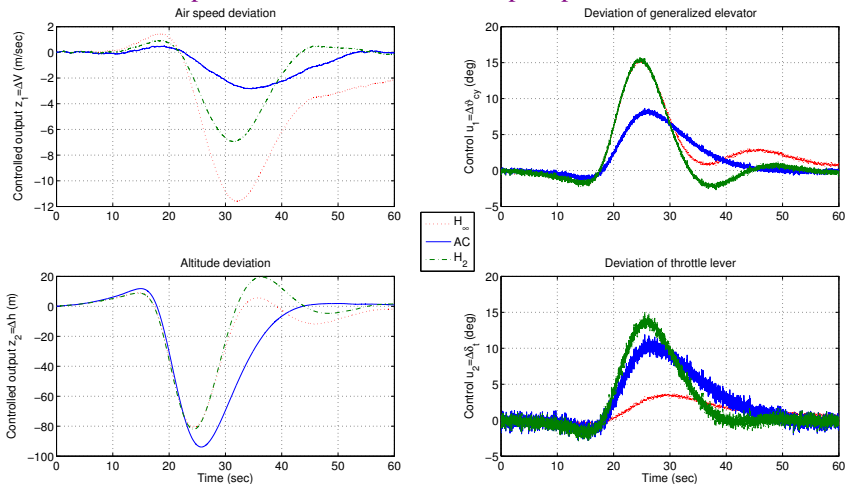 Air speed deviation
Controlled output z₁=ΔV (m/sec)
2
0
−2
−4
−6
−8
−10
−12
0 10 20 30 40 50 60
Deviation of generalized elevator
Control u₁=Δϑcy (deg)
20
15
10
5
0
−5
0 10 20 30 40 50 60
H∞
AC
H₂
Altitude deviation
Controlled output z₂=Δh (m)
20
0
−20
−40
−60
−80
−100
0 10 20 30 40 50 60
Time (sec)
Deviation of throttle lever
Control u₂=Δδt (deg)
20
15
10
5
0
−5
0 10 20 30 40 50 60
Time (sec)